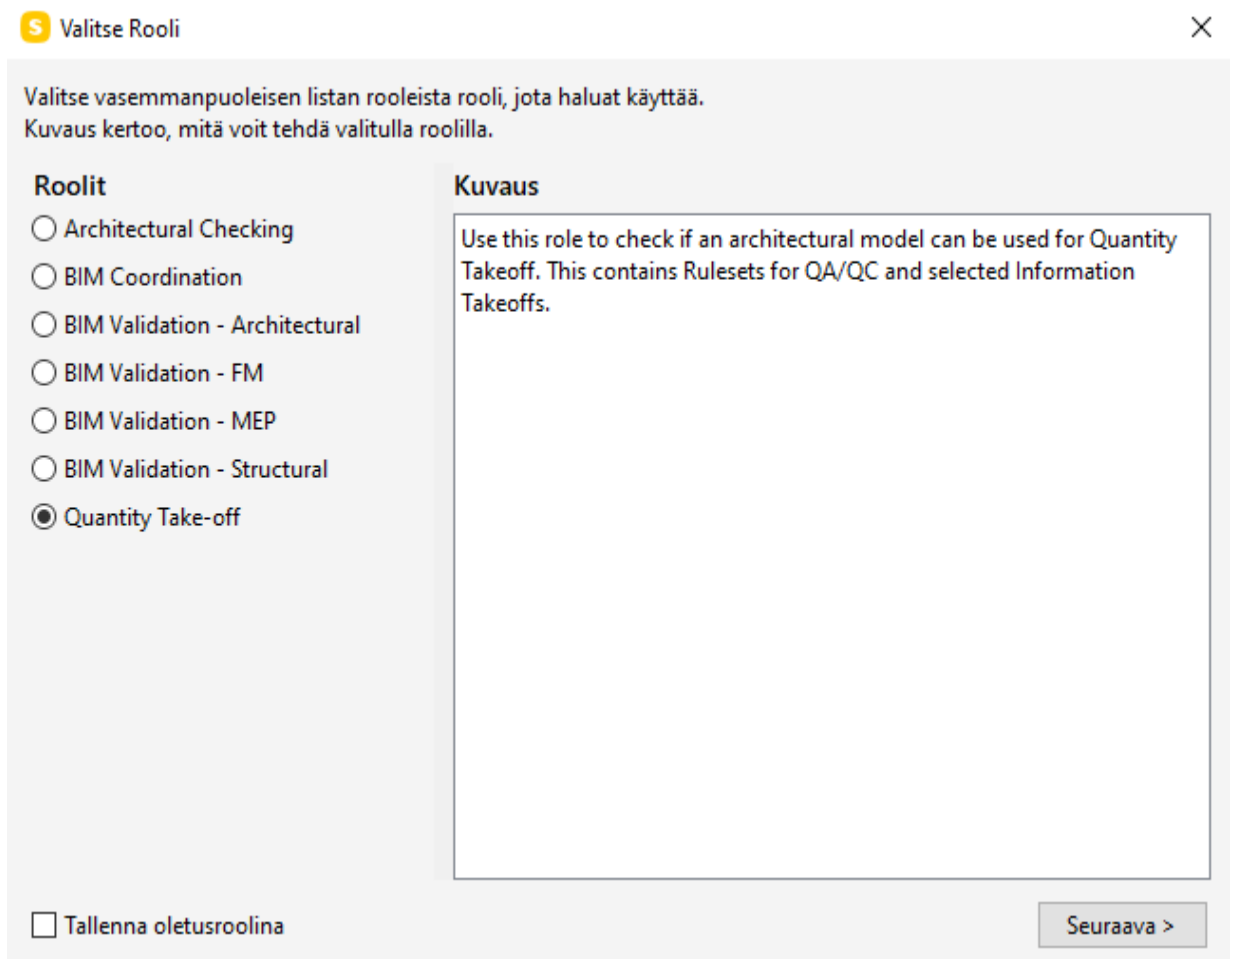 S Valitse Rooli
Valitse vasemmanpuoleisen listan rooleista rooli, jota haluat käyttää.
Kuvaus kertoo, mitä voit tehdä valitulla roolilla.
Roolit
Architectural Checking
BIM Coordination
BIM Validation - Architectural
BIM Validation - FM
BIM Validation - MEP
BIM Validation - Structural
Quantity Take-off
Kuvaus
Use this role to check if an architectural model can be used for Quantity
Takeoff. This contains Rulesets for QA/QC and selected Information
Takeoffs.
Tallenna oletusroolina
Seuraava >